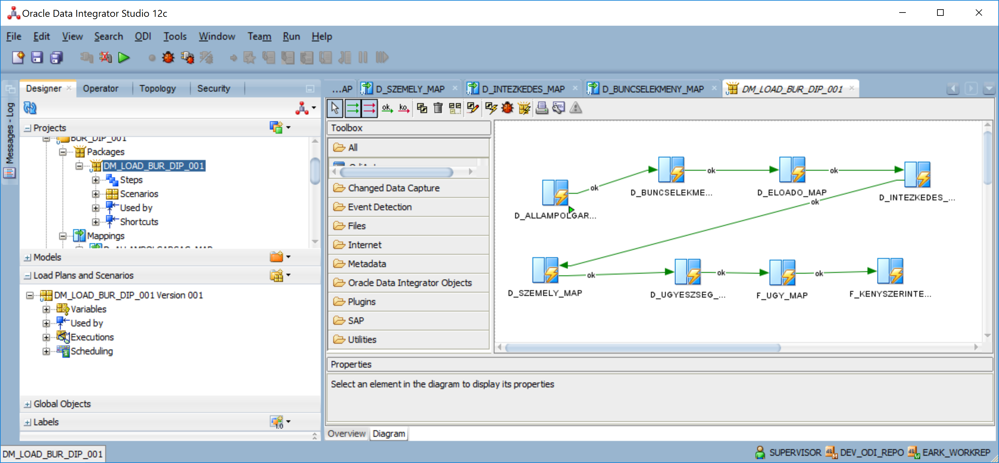 Oracle Data Integrator Studio 12c
File Edit View Search ODI Tools Window Team Run Help
Messages - Log
Designer Operator Topology Security
...AP D_SZEMELY_MAP D_INTEZKEDES_MAP D_BUNCSELEKMENY_MAP DM_LOAD_BUR_DIP_001
ok ko
Projects
BUR_DIP_001
Packages
DM_LOAD_BUR_DIP_001
Steps
Scenarios
Used by
Shortcuts
Mappings
D_ALLAMPOLGARSAG_MAP
Models
Load Plans and Scenarios
DM_LOAD_BUR_DIP_001 Version 001
Variables
Used by
Executions
Scheduling
Global Objects
Labels
1.0
Toolbox
All
Changed Data Capture
Event Detection
Files
Internet
Metadata
Oracle Data Integrator Objects
Plugins
SAP
Utilities
ok ok ok
D_ALLAMPOLGAR...
D_BUNCSELEKME...
D_ELOADO_MAP
D_INTEZKEDES_...
ok
ok ok ok
D_SZEMELY_MAP
D_UGYESZSEG_...
F_UGY_MAP
F_KENYSZERINTE...
Properties
Select an element in the diagram to display its properties
Overview Diagram
DM_LOAD_BUR_DIP_001
SUPERVISOR DEV_ODI_REPO EARK_WORKREP